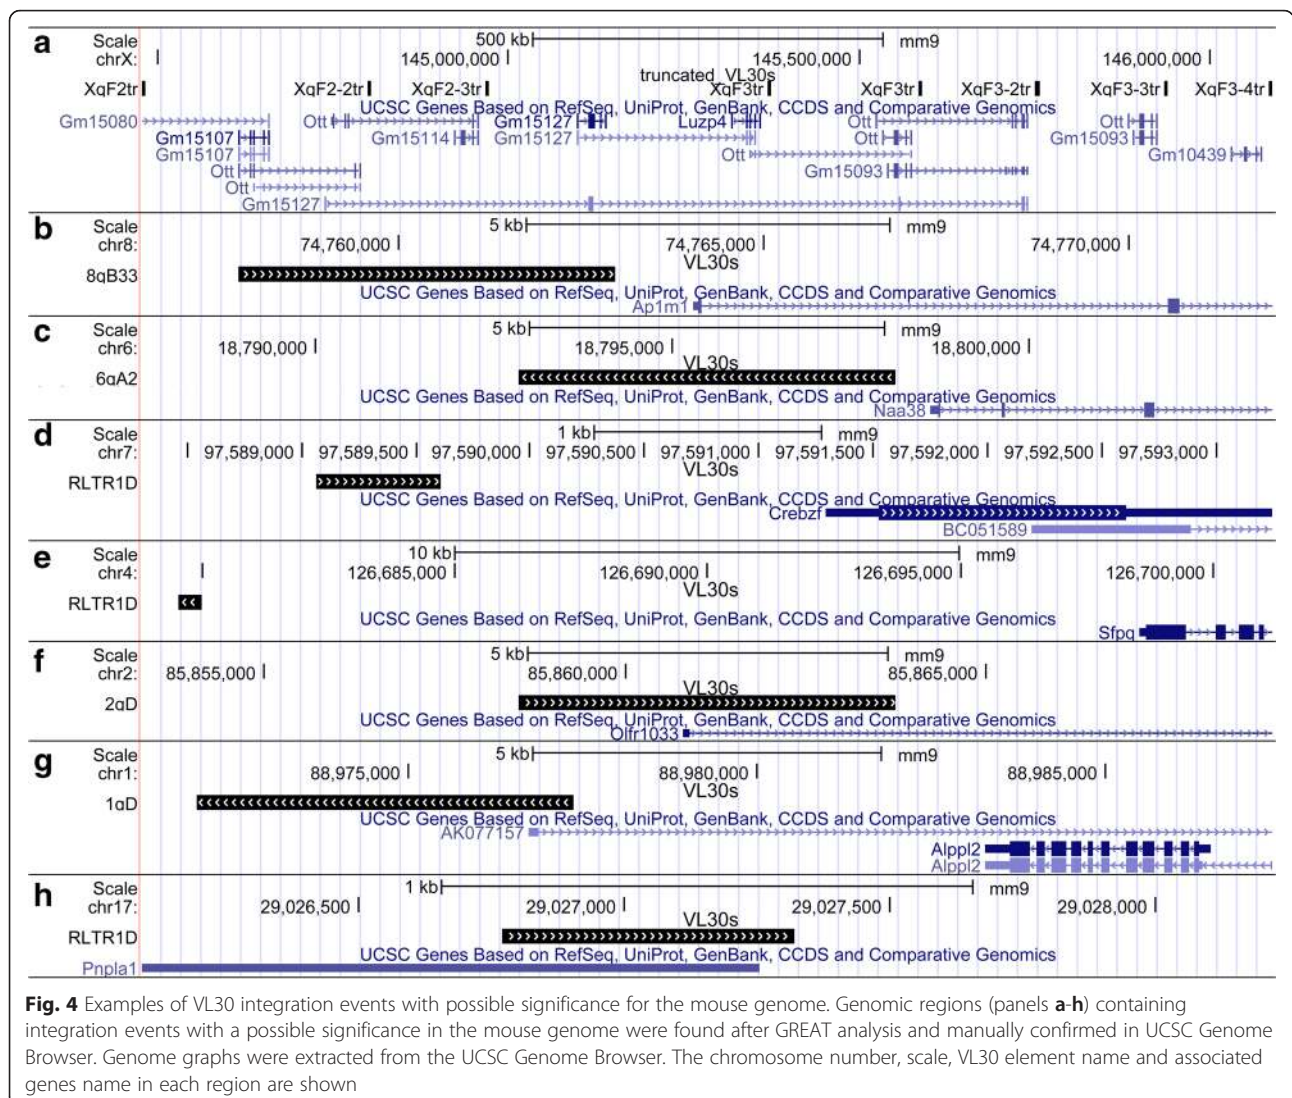 a Scale 500 kb mm9
chrX: 145,000,000 145,500,000 146,000,000
truncated_VL30s
XqF2tr XqF2-2tr XqF2-3tr XqF3tr XqF3tr XqF3-2tr XqF3-3tr XqF3-4tr
UCSC Genes Based on RefSeq, UniProt, GenBank, CCDS and Comparative Genomics
Gm15080 Ott Gm15127 Luzp4 Ott Ott
Gm15107 Gm15114 Gm15127 Ott Gm15093
Gm15107 Ott Gm10439
Ott Gm15093
Ott
Gm15127
b Scale 5 kb mm9
chr8: 74,760,000 74,765,000 74,770,000
VL30s
8qB33
UCSC Genes Based on RefSeq, UniProt, GenBank, CCDS and Comparative Genomics
Ap1m1
c Scale 5 kb mm9
chr6: 18,790,000 18,795,000 18,800,000
VL30s
6qA2
UCSC Genes Based on RefSeq, UniProt, GenBank, CCDS and Comparative Genomics
Naa38
d Scale 1 kb mm9
chr7: 97,589,000 97,589,500 97,590,000 97,590,500 97,591,000 97,591,500 97,592,000 97,592,500 97,593,000
VL30s
RLTR1D
UCSC Genes Based on RefSeq, UniProt, GenBank, CCDS and Comparative Genomics
Crebzf
BC051589
e Scale 10 kb mm9
chr4: 126,685,000 126,690,000 126,695,000 126,700,000
VL30s
RLTR1D
UCSC Genes Based on RefSeq, UniProt, GenBank, CCDS and Comparative Genomics
Sfpq
f Scale 5 kb mm9
chr2: 85,855,000 85,860,000 85,865,000
VL30s
2qD
UCSC Genes Based on RefSeq, UniProt, GenBank, CCDS and Comparative Genomics
Olfr1033
g Scale 5 kb mm9
chr1: 88,975,000 88,980,000 88,985,000
VL30s
1qD
UCSC Genes Based on RefSeq, UniProt, GenBank, CCDS and Comparative Genomics
AK077157
Alppl2
Alppl2
h Scale 1 kb mm9
chr17: 29,026,500 29,027,000 29,027,500 29,028,000
VL30s
RLTR1D
UCSC Genes Based on RefSeq, UniProt, GenBank, CCDS and Comparative Genomics
Pnpla1
Fig. 4 Examples of VL30 integration events with possible significance for the mouse genome. Genomic regions (panels a-h) containing
integration events with a possible significance in the mouse genome were found after GREAT analysis and manually confirmed in UCSC Genome
Browser. Genome graphs were extracted from the UCSC Genome Browser. The chromosome number, scale, VL30 element name and associated
genes name in each region are shown